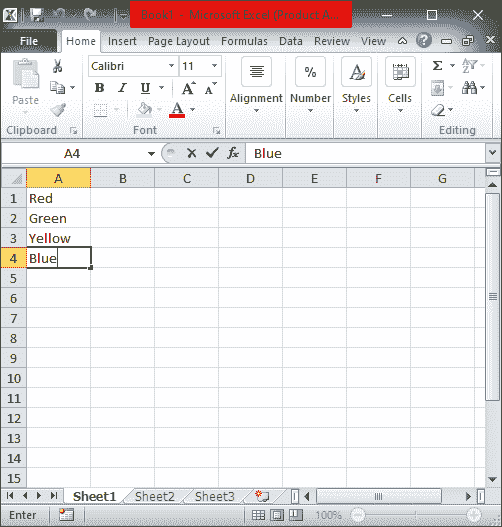 Book1 - Microsoft Excel (Product A...
File Home Insert Page Layout Formulas Data Review View
Paste
Calibri 11
B I U A A A
Alignment
%
Number
A
Styles
Cells
Σ
Clipboard Font Editing
A4 fx Blue
A B C D E F G
1 Red
2 Green
3 Yellow
4 Blue
5
6
7
8
9
10
11
12
13
14
15
Sheet1 Sheet2 Sheet3
Enter 100%